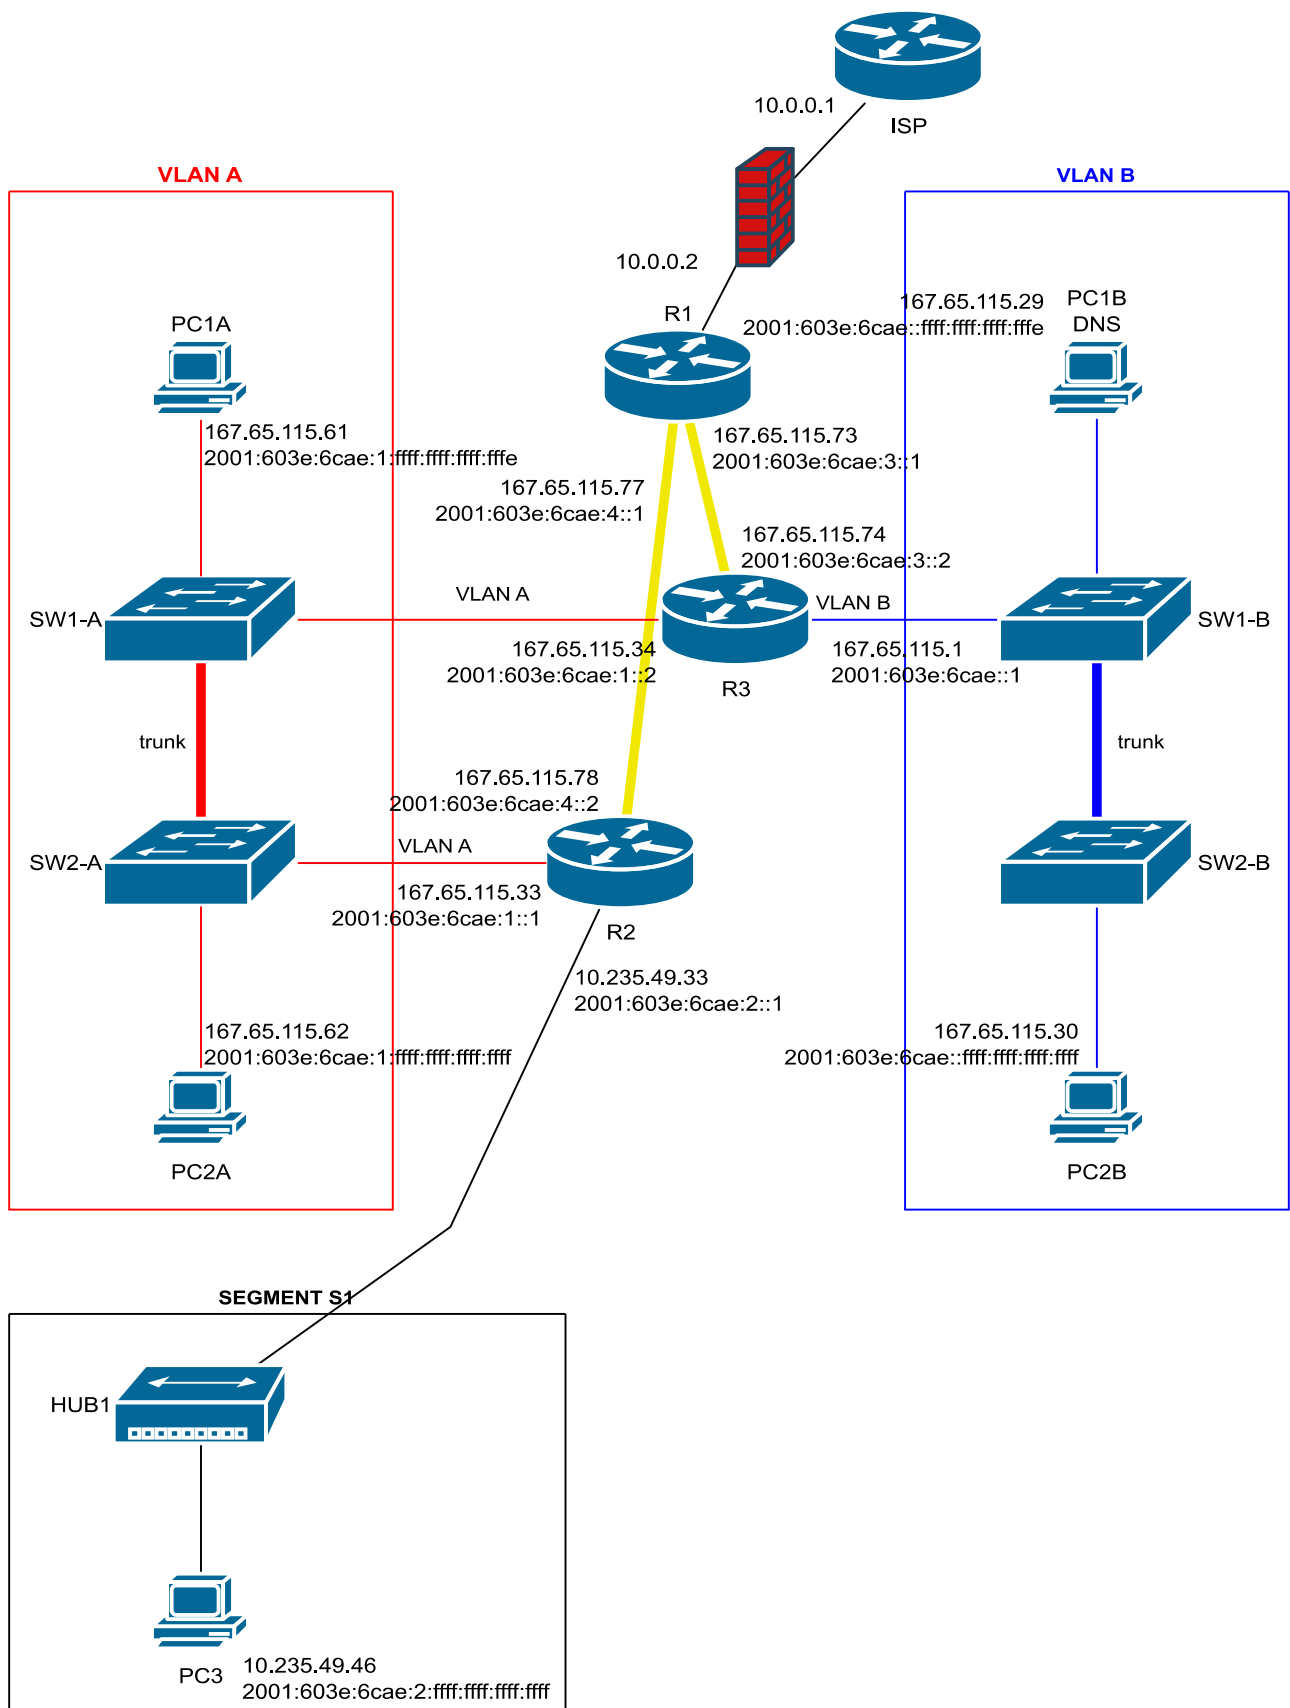 10.0.0.1
ISP
VLAN A
VLAN B
10.0.0.2
R1
167.65.115.29
2001:603e:6cae::ffff:ffff:ffff:fffe
PC1B
DNS
PC1A
167.65.115.61
2001:603e:6cae:1:ffff:ffff:ffff:fffe
167.65.115.73
2001:603e:6cae:3::1
167.65.115.77
2001:603e:6cae:4::1
167.65.115.74
2001:603e:6cae:3::2
VLAN A
VLAN B
SW1-A
SW1-B
167.65.115.34
2001:603e:6cae:1::2
167.65.115.1
2001:603e:6cae::1
R3
trunk
trunk
167.65.115.78
2001:603e:6cae:4::2
VLAN A
SW2-A
SW2-B
167.65.115.33
2001:603e:6cae:1::1
R2
10.235.49.33
2001:603e:6cae:2::1
167.65.115.62
2001:603e:6cae:1:ffff:ffff:ffff:ffff
167.65.115.30
2001:603e:6cae::ffff:ffff:ffff:ffff
PC2A
PC2B
SEGMENT S1
HUB1
PC3
10.235.49.46
2001:603e:6cae:2:ffff:ffff:ffff:ffff